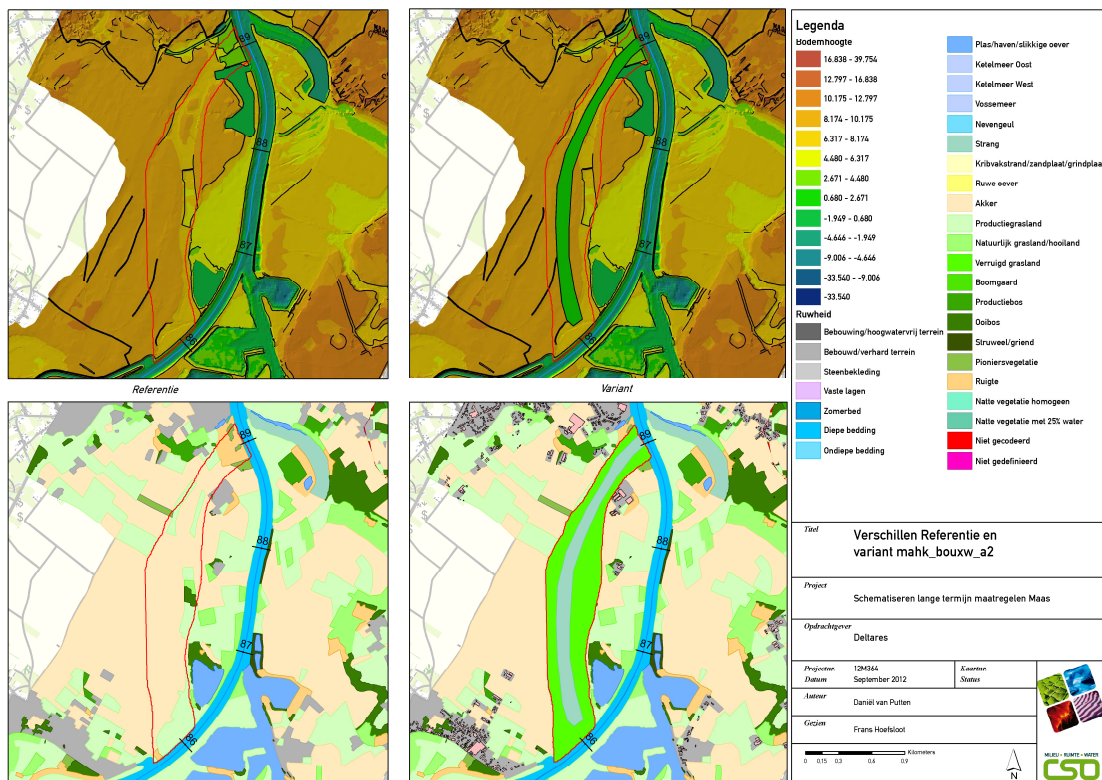 89
88
87
86
Referentie
89
88
87
86
Variant
89
88
87
86
89
88
87
86
Legenda
Bodemhoogte
16.838 - 39.754
12.797 - 16.838
10.175 - 12.797
8.174 - 10.175
6.317 - 8.174
4.480 - 6.317
2.671 - 4.480
0.680 - 2.671
-1.949 - 0.680
-4.646 - -1.949
-9.006 - -4.646
-33.540 - -9.006
-33.540
Ruwheid
Bebouwing/hoogwatervrij terrein
Bebouwd/verhard terrein
Steenbekleding
Vaste lagen
Zomerbed
Diepe bedding
Ondiepe bedding
Plas/haven/slikkige oever
Ketelmeer Oost
Ketelmeer West
Vossemeer
Nevengeul
Strang
Kribvakstrand/zandplaat/grindplaa
Ruwe oever
Akker
Productiegrasland
Natuurlijk grasland/hooiland
Verruigd grasland
Boomgaard
Productiebos
Ooibos
Struweel/griend
Pioniersvegetatie
Ruigte
Natte vegetatie homogeen
Natte vegetatie met 25% water
Niet gecodeerd
Niet gedefinieerd
Titel
Verschillen Referentie en
variant mahk_bouxw_a2
Project
Schematiseren lange termijn maatregelen Maas
Opdrachtgever
Deltares
Projectnr. 12M364 Kaartnr.
Datum September 2012 Status
Auteur
Daniël van Putten
Gezien
Frans Hoefsloot
Kilometers
0 0,15 0,3 0,6 0,9
N
MILIEU • RUIMTE • WATER
CSO